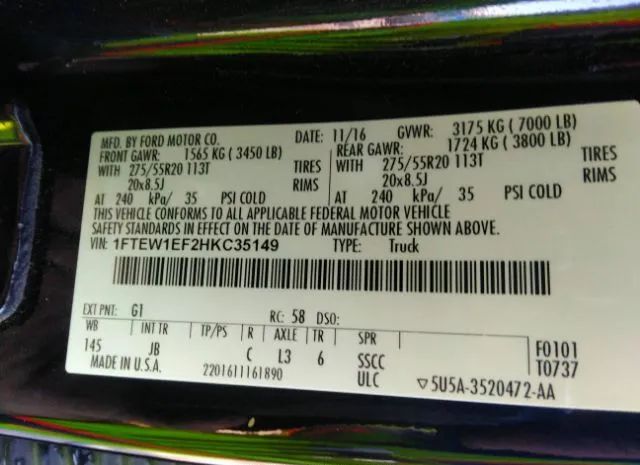 MFD. BY FORD MOTOR CO. DATE: 11/16 GVWR: 3175 KG ( 7000 LB)
FRONT GAWR: 1565 KG ( 3450 LB) REAR GAWR: 1724 KG ( 3800 LB)
WITH 275/55R20 113T TIRES WITH 275/55R20 113T TIRES
20x8.5J RIMS 20x8.5J RIMS
AT 240 kPa/ 35 PSI COLD AT 240 kPa/ 35 PSI COLD
THIS VEHICLE CONFORMS TO ALL APPLICABLE FEDERAL MOTOR VEHICLE
SAFETY STANDARDS IN EFFECT ON THE DATE OF MANUFACTURE SHOWN ABOVE.
VIN: 1FTEW1EF2HKC35149 TYPE: Truck
EXT PNT: G1 RC: 58 DSO:
WB INT TR TP/PS R AXLE TR SPR F0101
145 JB C L3 6 SSCC T0737
MADE IN U.S.A. 2201611161890 ULC ▽5U5A-3520472-AA